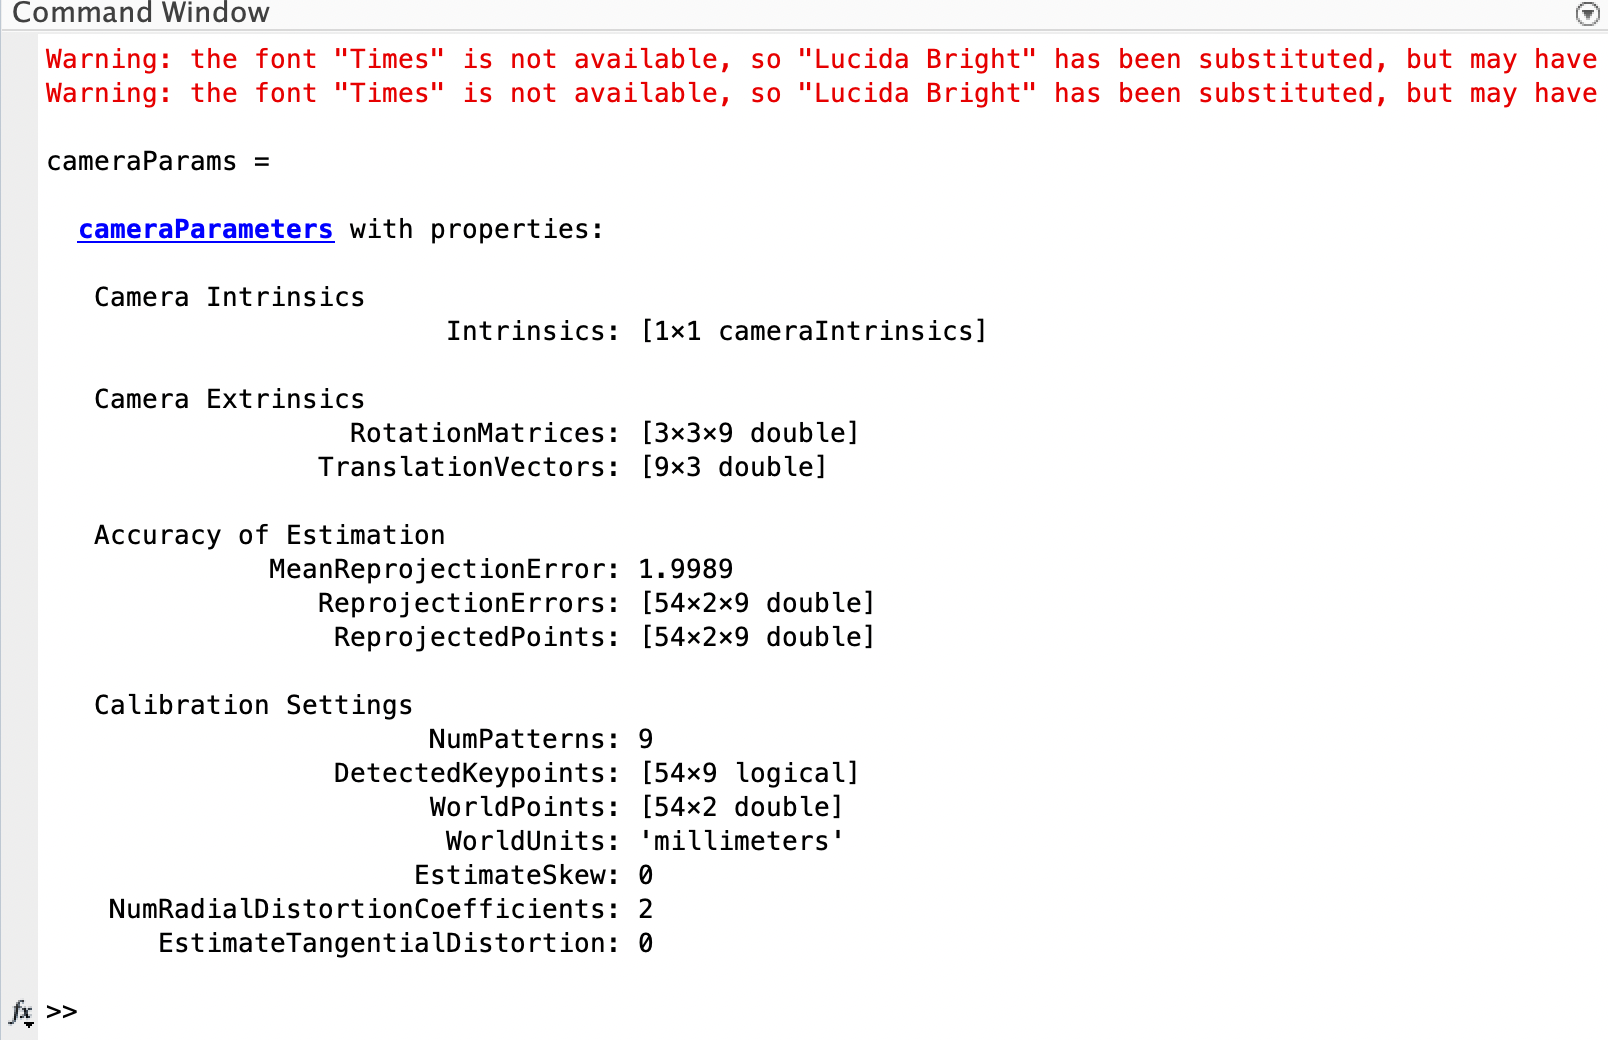 Command Window
Warning: the font "Times" is not available, so "Lucida Bright" has been substituted, but may have
Warning: the font "Times" is not available, so "Lucida Bright" has been substituted, but may have
cameraParams =
cameraParameters with properties:
Camera Intrinsics
Intrinsics: [1×1 cameraIntrinsics]
Camera Extrinsics
RotationMatrices: [3×3×9 double]
TranslationVectors: [9×3 double]
Accuracy of Estimation
MeanReprojectionError: 1.9989
ReprojectionErrors: [54×2×9 double]
ReprojectedPoints: [54×2×9 double]
Calibration Settings
NumPatterns: 9
DetectedKeypoints: [54×9 logical]
WorldPoints: [54×2 double]
WorldUnits: 'millimeters'
EstimateSkew: 0
NumRadialDistortionCoefficients: 2
EstimateTangentialDistortion: 0
fx >>